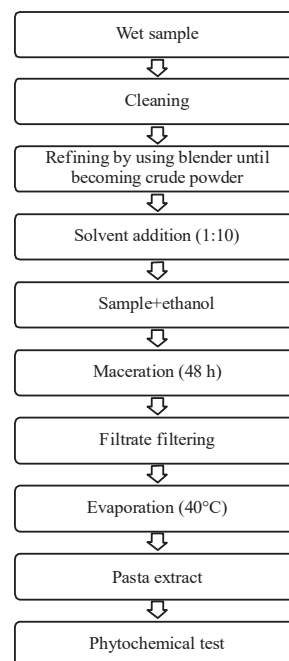 Wet sample
Cleaning
Refining by using blender until
becoming crude powder
Solvent addition (1:10)
Sample+ethanol
Maceration (48 h)
Filtrate filtering
Evaporation (40°C)
Pasta extract
Phytochemical test